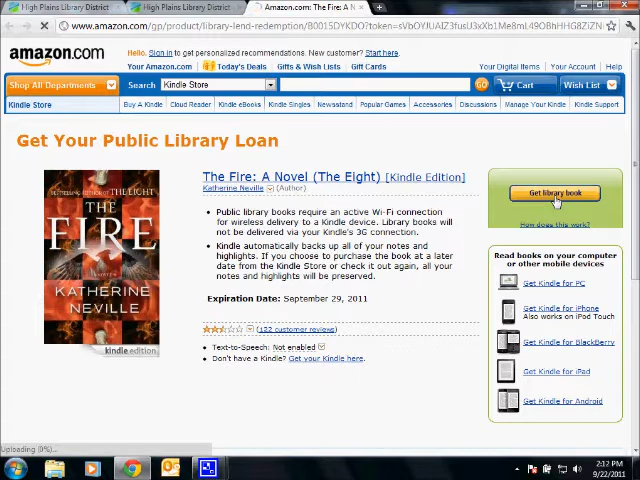 High Plains Library District
High Plains Library District
Amazon.com: The Fire: A N
www.amazon.com/gp/product/library-lend-redemption/B0015DYKDO?token=
amazon.com
Hello. Sign in to get personalized recommendations. New customer? Start here.
Your Amazon.com
Today's Deals
Gifts & Wish Lists
Gift Cards
Your Digital Items
Your Account
Help
Shop All Departments
Search
Kindle Store
GO
Cart
Wish List
Kindle Store
Buy A Kindle
Cloud Reader
Kindle eBooks
Kindle Singles
Newsstand
Popular Games
Accessories
Discussions
Manage Your Kindle
Kindle Support
Get Your Public Library Loan
THE
FIRE
A NOVEL
KATHERINE
NEVILLE
kindle edition
The Fire: A Novel (The Eight) [Kindle Edition]
Katherine Neville (Author)
• Public library books require an active Wi-Fi connection
for wireless delivery to a Kindle device. Library books will
not be delivered via your Kindle's 3G connection.
• Kindle automatically backs up all of your notes and
highlights. If you choose to purchase the book at a later
date from the Kindle Store or check it out again, all your
notes and highlights will be preserved.
Expiration Date: September 29, 2011
(122 customer reviews)
• Text-to-Speech: Not enabled
• Don't have a Kindle? Get your Kindle here.
Get library book
How does this work?
Read books on your computer
or other mobile devices
Get Kindle for PC
Get Kindle for iPhone
Also works on iPod Touch
Get Kindle for BlackBerry
Get Kindle for iPad
Get Kindle for Android
Uploading (0%)...
2:12 PM
9/22/2011